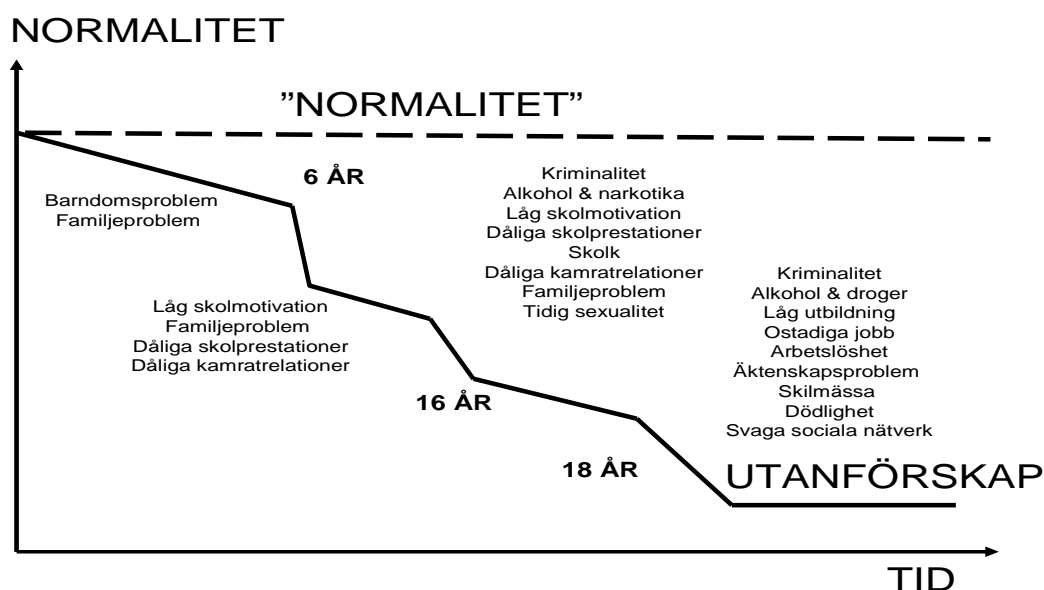 NORMALITET
”NORMALITET”
6 ÅR
Barndomsproblem
Familjeproblem
Kriminalitet
Alkohol & narkotika
Låg skolmotivation
Dåliga skolprestationer
Skolk
Dåliga kamratrelationer
Familjeproblem
Tidig sexualitet
Låg skolmotivation
Familjeproblem
Dåliga skolprestationer
Dåliga kamratrelationer
Kriminalitet
Alkohol & droger
Låg utbildning
Ostadiga jobb
Arbetslöshet
Äktenskapsproblem
Skilmässa
Dödlighet
Svaga sociala nätverk
16 ÅR
18 ÅR
UTANFÖRSKAP
TID